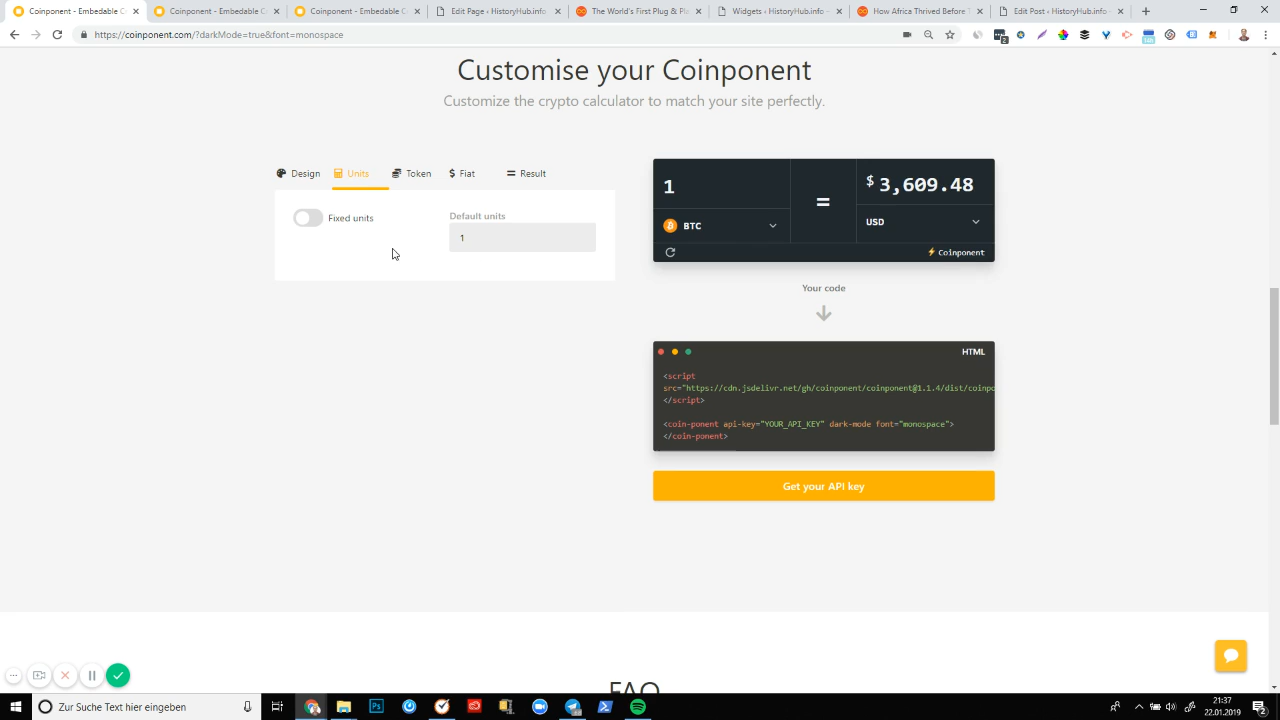 Coinponent - Embedable C
Coinponent - Embedable C
Coinponent - Embedable C
Edit Page ‹ HistoryHub.info -
The World's First Plug & Pla
Widgets ‹ HistoryHub.info —
How Africa Thrived Before T
Edit Post ‹ HistoryHub.info —
https://coinponent.com/?darkMode=true&font=monospace
Customise your Coinponent
Customize the crypto calculator to match your site perfectly.
Design
Units
Token
Fiat
Result
Fixed units
Default units
1
1
=
$ 3,609.48
BTC
USD
Coinponent
Your code
HTML
<script
src="https://cdn.jsdelivr.net/gh/coinponent/coinponent@1.1.4/dist/coinpo
</script>
<coin-ponent api-key="YOUR_API_KEY" dark-mode font="monospace">
</coin-ponent>
Get your API key
FAQ
Zur Suche Text hier eingeben
21:37
22.01.2019